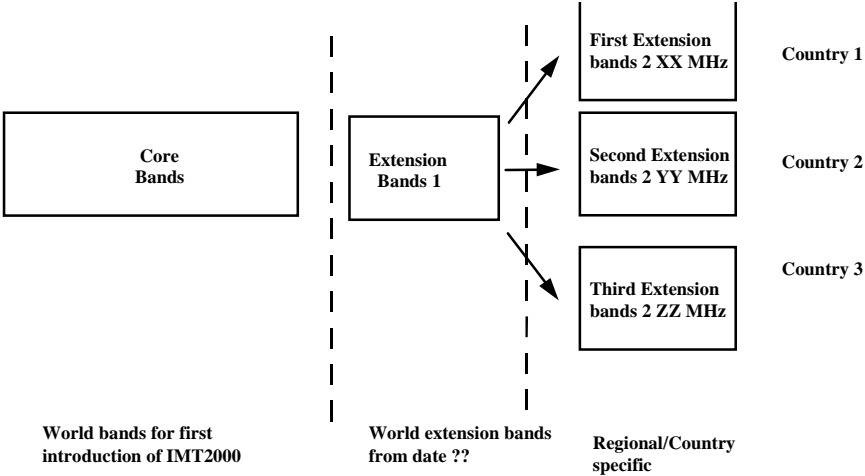 First Extension
bands 2 XX MHz
Country 1
Core
Bands
Extension
Bands 1
Second Extension
bands 2 YY MHz
Country 2
Third Extension
bands 2 ZZ MHz
Country 3
World bands for first
introduction of IMT2000
World extension bands
from date ??
Regional/Country
specific